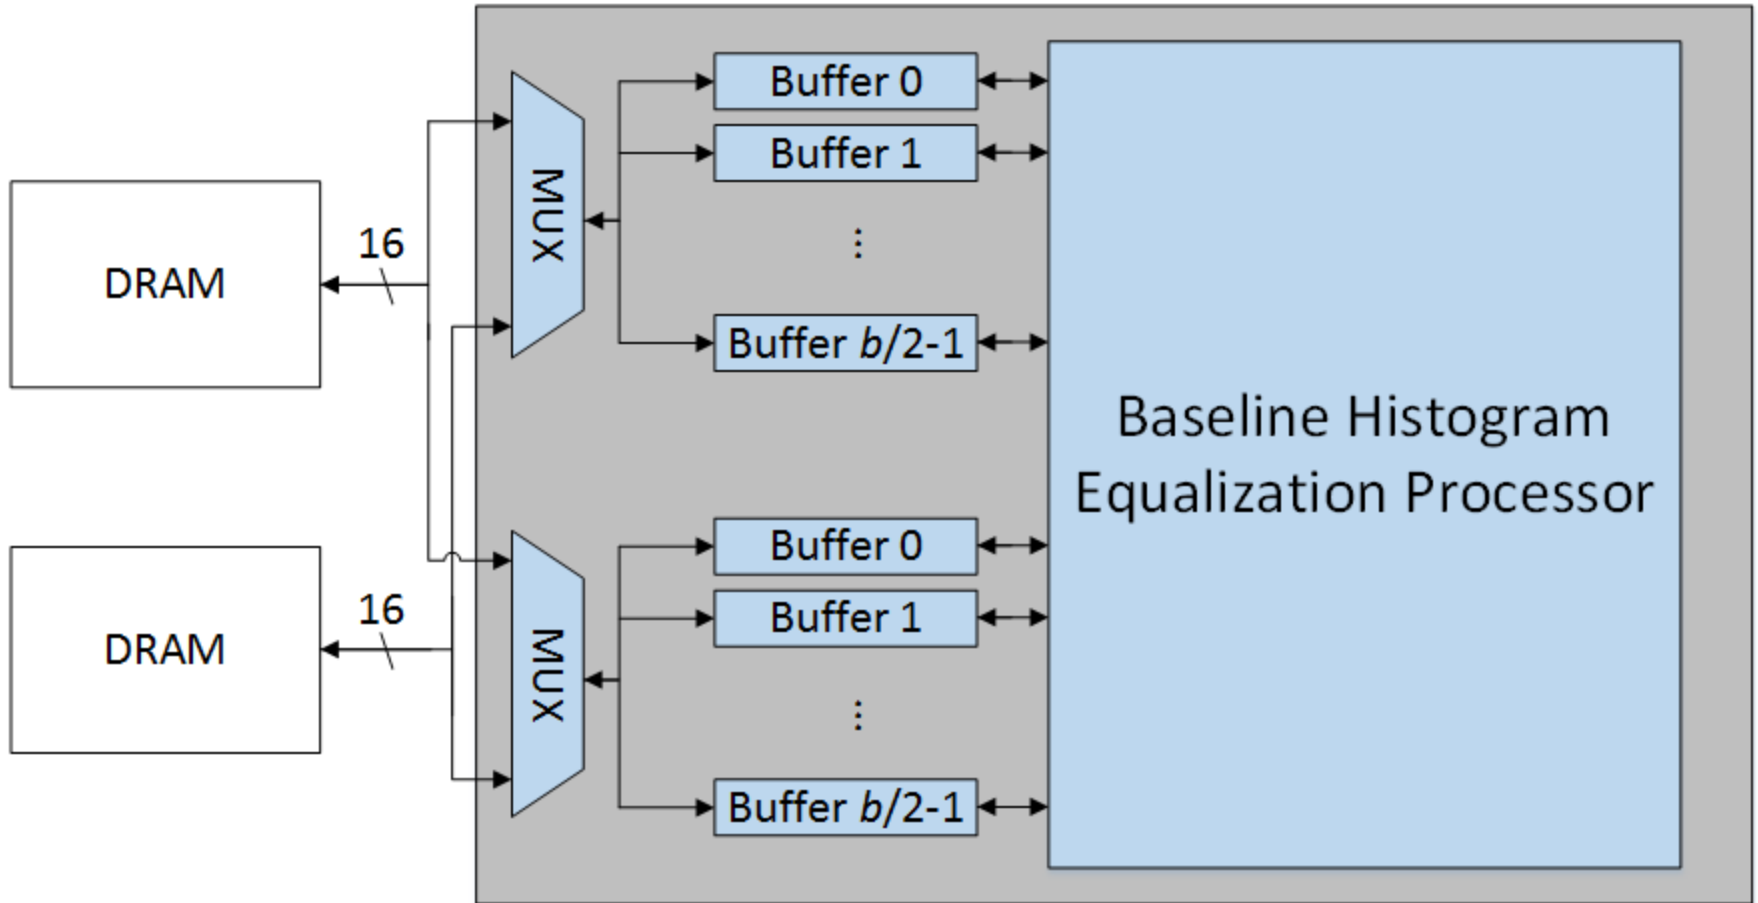 Buffer 0
Buffer 1
...
Buffer b/2-1
MUX
16
DRAM
Baseline Histogram
Equalization Processor
Buffer 0
Buffer 1
...
Buffer b/2-1
MUX
16
DRAM